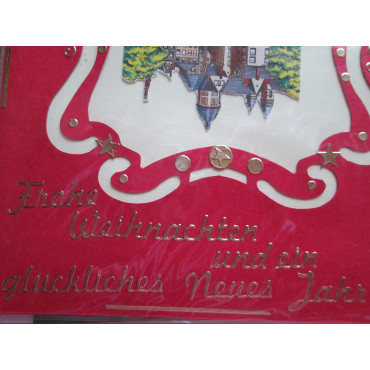 Frohe
Weihnachten
und ein
glückliches Neues Jahr